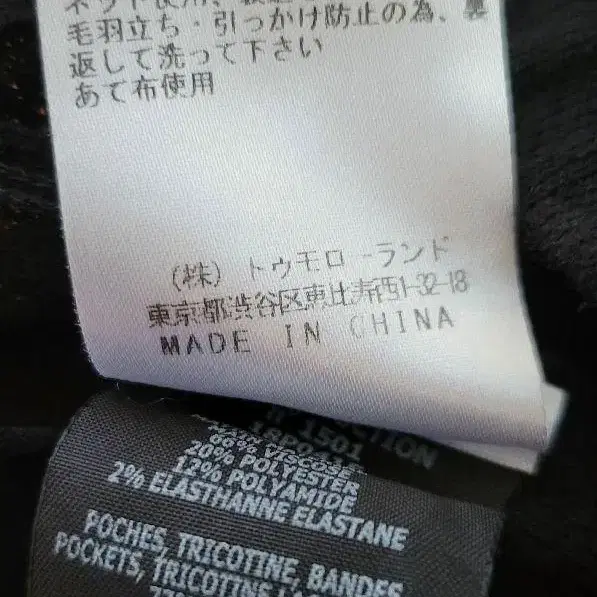 毛羽立ち・引っかけ防止の為、裏
返して洗って下さい
あて布使用
(株)トゥモローランド
東京都渋谷区恵比寿西1-32-18
MADE IN CHINA
1501
66% VISCOSE
20% POLYESTER
12% POLYAMIDE
2% ELASTHANNE ELASTANE
POCHES, TRICOTINE, BANDES
POCKETS, TRICOTINE